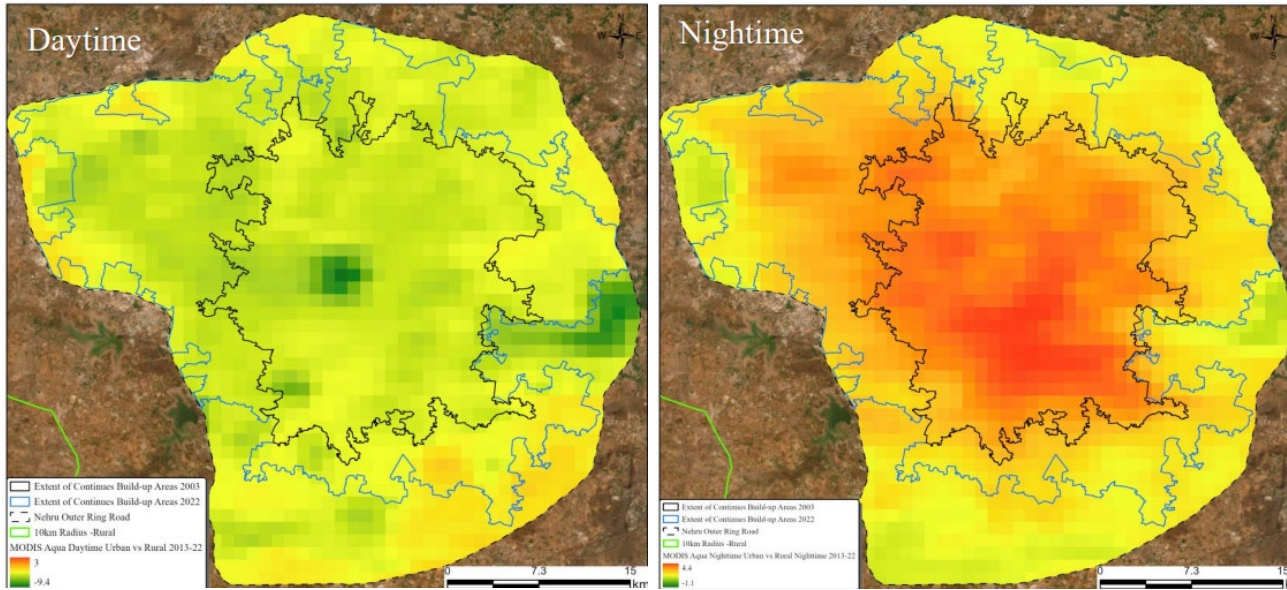 Daytime
N
W E
S
Extent of Continues Build-up Areas 2003
Extent of Continues Build-up Areas 2022
Nehru Outer Ring Road
10km Radius -Rural
MODIS Aqua Daytime Urban vs Rural 2013-22
3
-9.4
0 7.3 15
km
Nightime
N
W
S
Extent of Continues Build-up Areas 2003
Extent of Continues Build-up Areas 2022
Nehru Outer Ring Road
10km Radius -Rural
MODIS Aqua Nighttime Urban vs Rural Nighttime 2013-22
4.4
-1.1
0 7.3 15